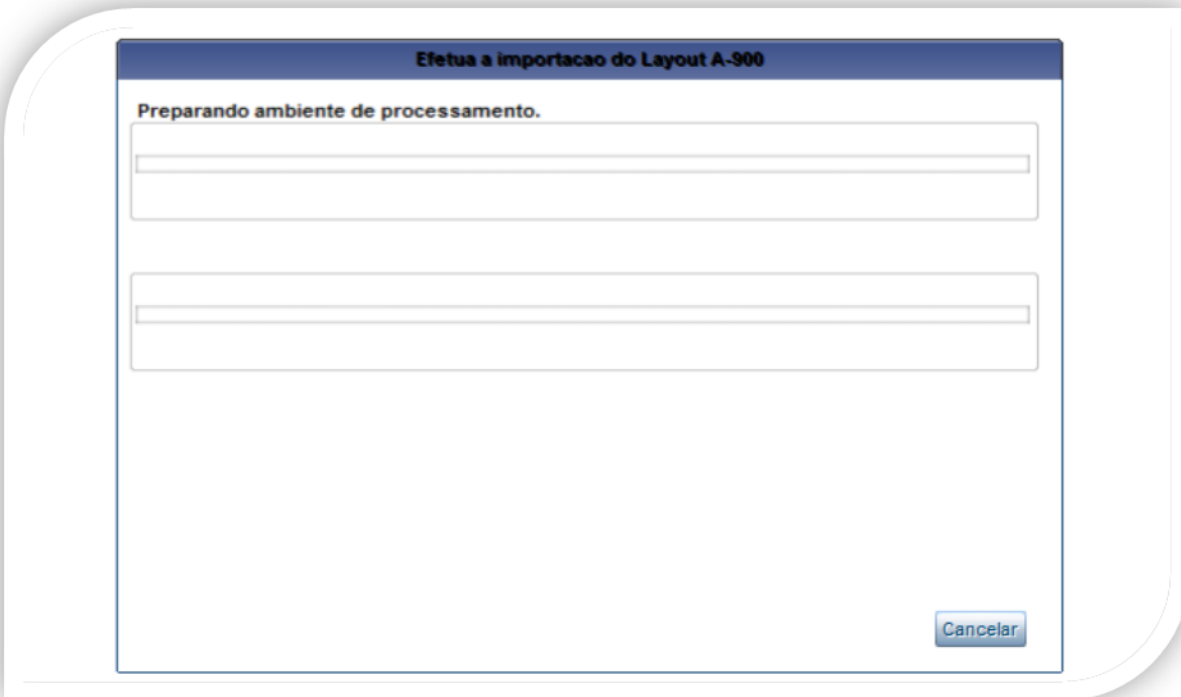 Efetua a importacao do Layout A-900
Preparando ambiente de processamento.
Cancelar